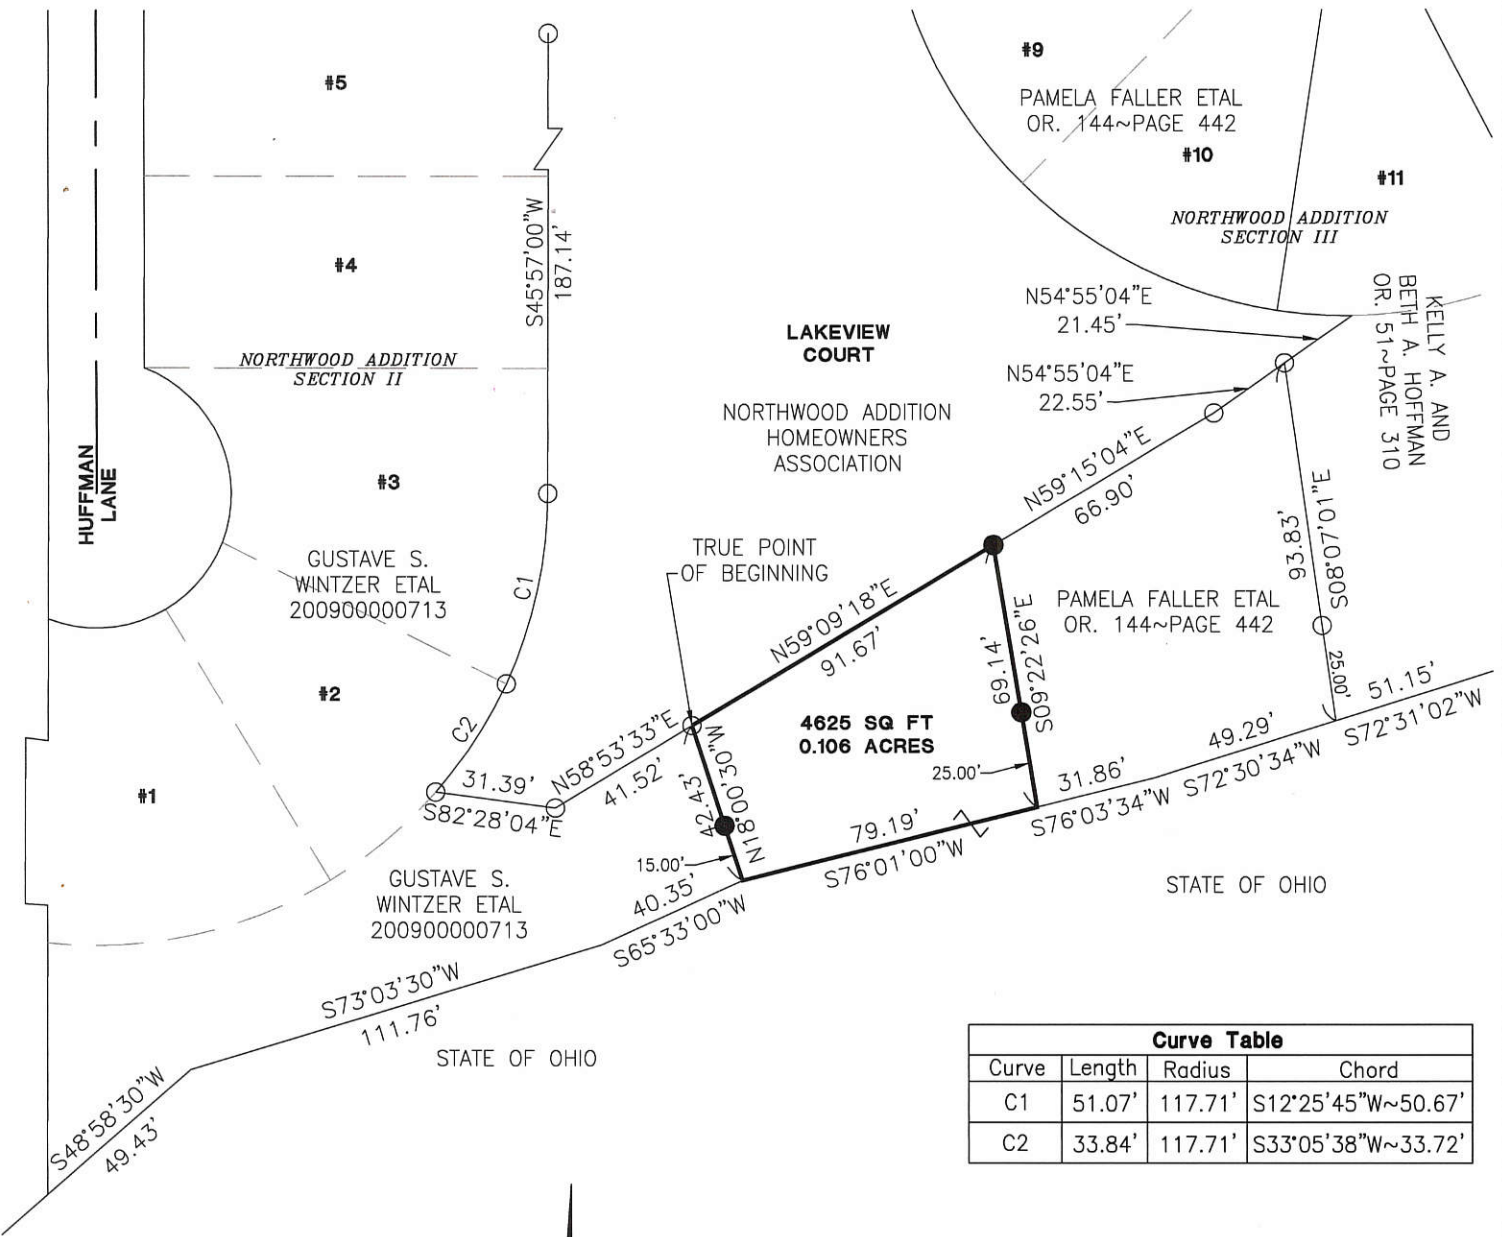 #5
#9
PAMELA FALLER ETAL
OR. 144~PAGE 442
#10
#11
NORTHWOOD ADDITION
SECTION III
S45°57'00"W
187.14'
#4
NORTHWOOD ADDITION
SECTION II
N54°55'04"E
21.45'
KELLY A. AND
BETH A. HOFFMAN
OR. 51~PAGE 310
LAKEVIEW
COURT
N54°55'04"E
22.55'
NORTHWOOD ADDITION
HOMEOWNERS
ASSOCIATION
HUFFMAN
LANE
#3
N59°15'04"E
66.90'
S08°07'01"E
93.83'
25.00'
GUSTAVE S.
WINTZER ETAL
200900000713
C1
TRUE POINT
OF BEGINNING
N59°09'18"E
91.67'
S09°22'26"E
69.14'
PAMELA FALLER ETAL
OR. 144~PAGE 442
#2
C2
4625 SQ FT
0.106 ACRES
25.00'
31.39'
S82°28'04"E
N58°53'33"E
41.52'
N18°00'30"W
42.43'
15.00'
#1
79.19'
S76°01'00"W
31.86'
S76°03'34"W
49.29'
S72°30'34"W
51.15'
S72°31'02"W
GUSTAVE S.
WINTZER ETAL
200900000713
40.35'
S65°33'00"W
STATE OF OHIO
S73°03'30"W
111.76'
STATE OF OHIO
S48°58'30"W
49.43'
Curve Table
Curve Length Radius Chord
C1 51.07' 117.71' S12°25'45"W~50.67'
C2 33.84' 117.71' S33°05'38"W~33.72'